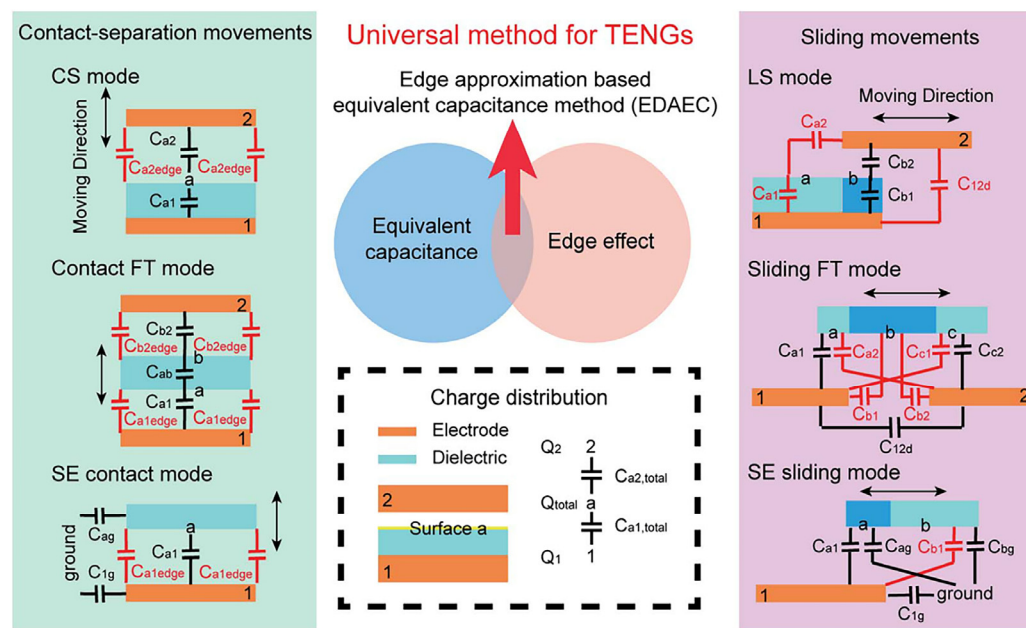 Contact-separation movements
CS mode
Moving Direction
2
Ca2
Ca2edge
Ca2edge
a
Ca1
1
Contact FT mode
2
Cb2
Cb2edge
Cb2edge
b
Cab
a
Ca1
Ca1edge
Ca1edge
1
SE contact mode
a
Cag
ground
Ca1
Ca1edge
Ca1edge
C1g
1
Universal method for TENGs
Edge approximation based
equivalent capacitance method (EDAEC)
Equivalent
capacitance
Edge effect
Charge distribution
Electrode
Dielectric
2
Surface a
1
Q2
2
Ca2,total
Qtotal
a
Ca1,total
Q1
1
Sliding movements
LS mode
Moving Direction
Ca2
2
Cb2
a
b
Ca1
Cb1
C12d
1
Sliding FT mode
a
b
c
Ca1
Ca2
Cc1
Cc2
1
Cb1
Cb2
2
C12d
SE sliding mode
a
b
Ca1
Cag
Cb1
Cbg
1
ground
C1g